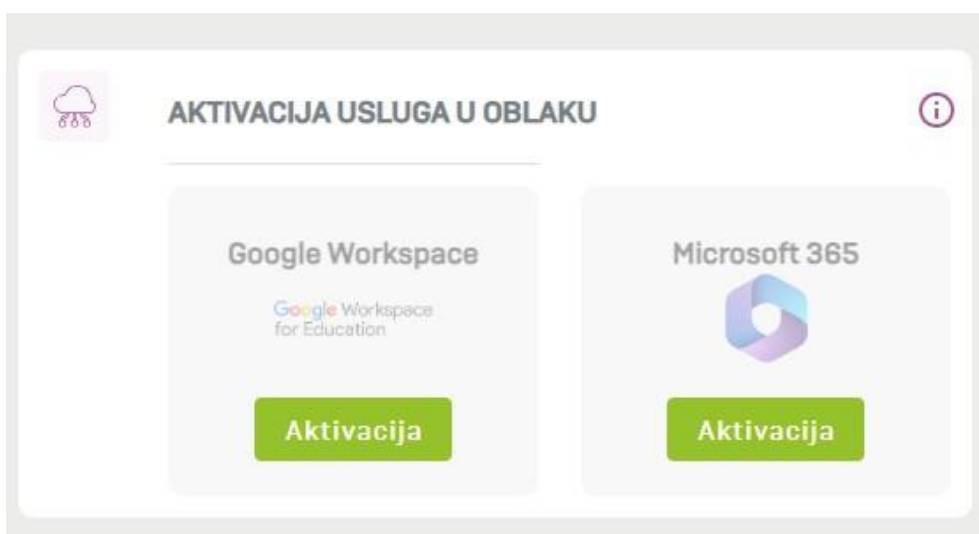 AKTIVACIJA USLUGA U OBLAKU
Google Workspace
Google Workspace
for Education
Aktivacija
Microsoft 365
Aktivacija